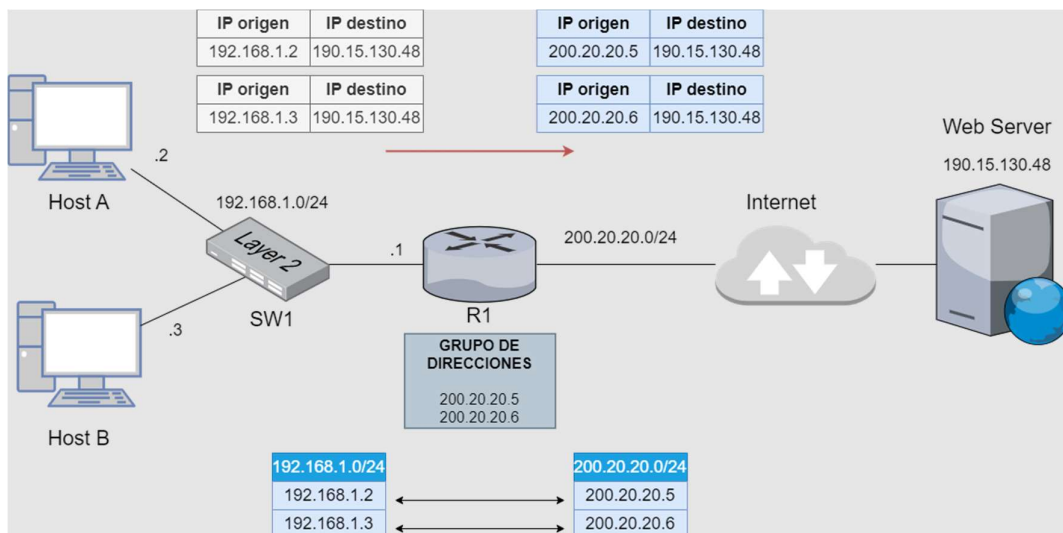 IP origen IP destino
192.168.1.2 190.15.130.48
IP origen IP destino
192.168.1.3 190.15.130.48
IP origen IP destino
200.20.20.5 190.15.130.48
IP origen IP destino
200.20.20.6 190.15.130.48
Web Server
190.15.130.48
.2
Host A
192.168.1.0/24
Layer 2
SW1
.3
Host B
.1
R1
200.20.20.0/24
Internet
GRUPO DE
DIRECCIONES
200.20.20.5
200.20.20.6
192.168.1.0/24 200.20.20.0/24
192.168.1.2 200.20.20.5
192.168.1.3 200.20.20.6